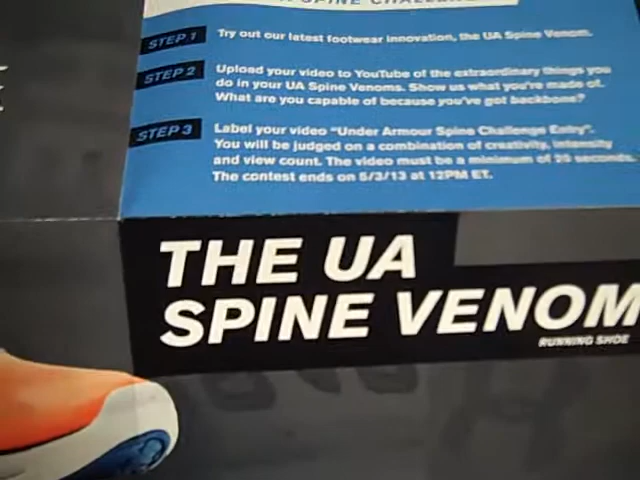 SPINE CHALLENGE
STEP 1
Try out our latest footwear innovation, the UA Spine Venom.
STEP 2
Upload your video to YouTube of the extraordinary things you
do in your UA Spine Venoms. Show us what you're made of.
What are you capable of because you've got backbone?
STEP 3
Label your video "Under Armour Spine Challenge Entry".
You will be judged on a combination of creativity, intensity
and view count. The video must be a minimum of 20 seconds.
The contest ends on 5/3/13 at 12PM ET.
THE UA
SPINE VENOM
RUNNING SHOE